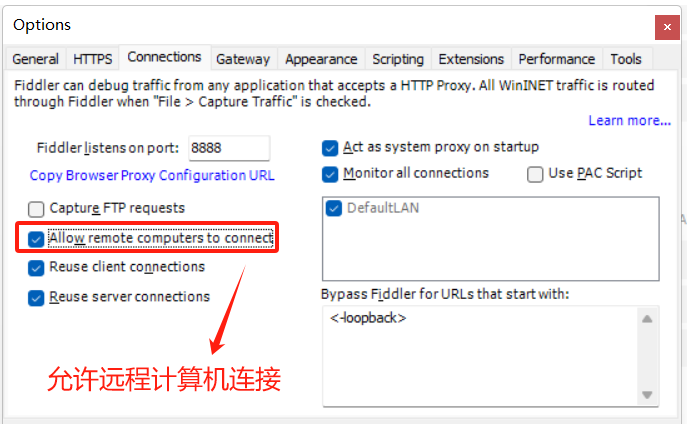 Options
General HTTPS Connections Gateway Appearance Scripting Extensions Performance Tools
Fiddler can debug traffic from any application that accepts a HTTP Proxy. All WinINET traffic is routed
through Fiddler when "File > Capture Traffic" is checked.
Learn more...
Fiddler listens on port: 8888
Copy Browser Proxy Configuration URL
Capture FTP requests
Allow remote computers to connect
Reuse client connections
Reuse server connections
允许远程计算机连接
Act as system proxy on startup
Monitor all connections Use PAC Script
DefaultLAN
Bypass Fiddler for URLs that start with:
<-loopback>